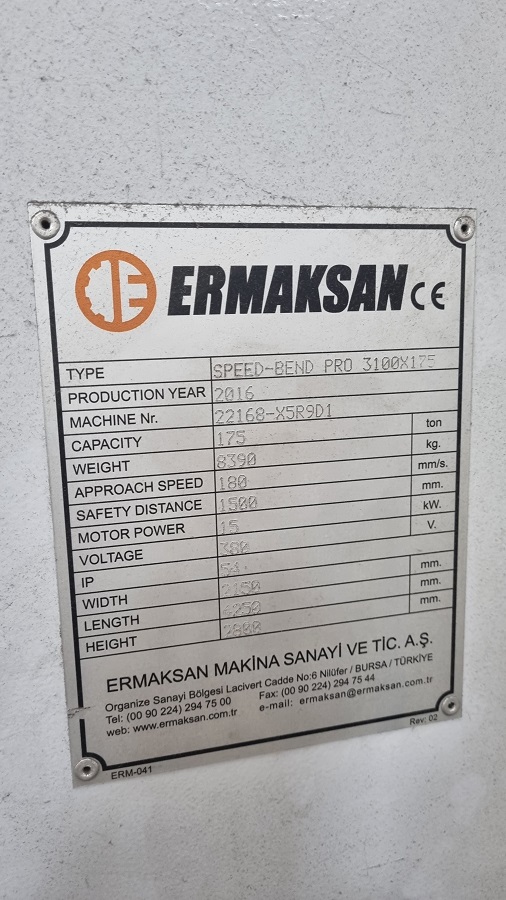 ERMAKSAN CE
TYPE SPEED-BEND PRO 3100X175
PRODUCTION YEAR 2016
MACHINE Nr. 22168-X5R9D1
CAPACITY 175 ton
WEIGHT 8390 kg.
APPROACH SPEED 180 mm/s.
SAFETY DISTANCE 1500 mm.
MOTOR POWER 15 kW.
VOLTAGE 380 V.
IP 54
WIDTH mm.
LENGTH mm.
HEIGHT 2800 mm.
ERMAKSAN MAKİNA SANAYİ VE TİC. A.Ş.
Organize Sanayi Bölgesi Lacivert Cadde No:6 Nilüfer / BURSA / TÜRKİYE
Tel: (00 90 224) 294 75 00 Fax: (00 90 224) 294 75 44
web: www.ermaksan.com.tr e-mail: ermaksan@ermaksan.com.tr
Rev: 02
ERM-041